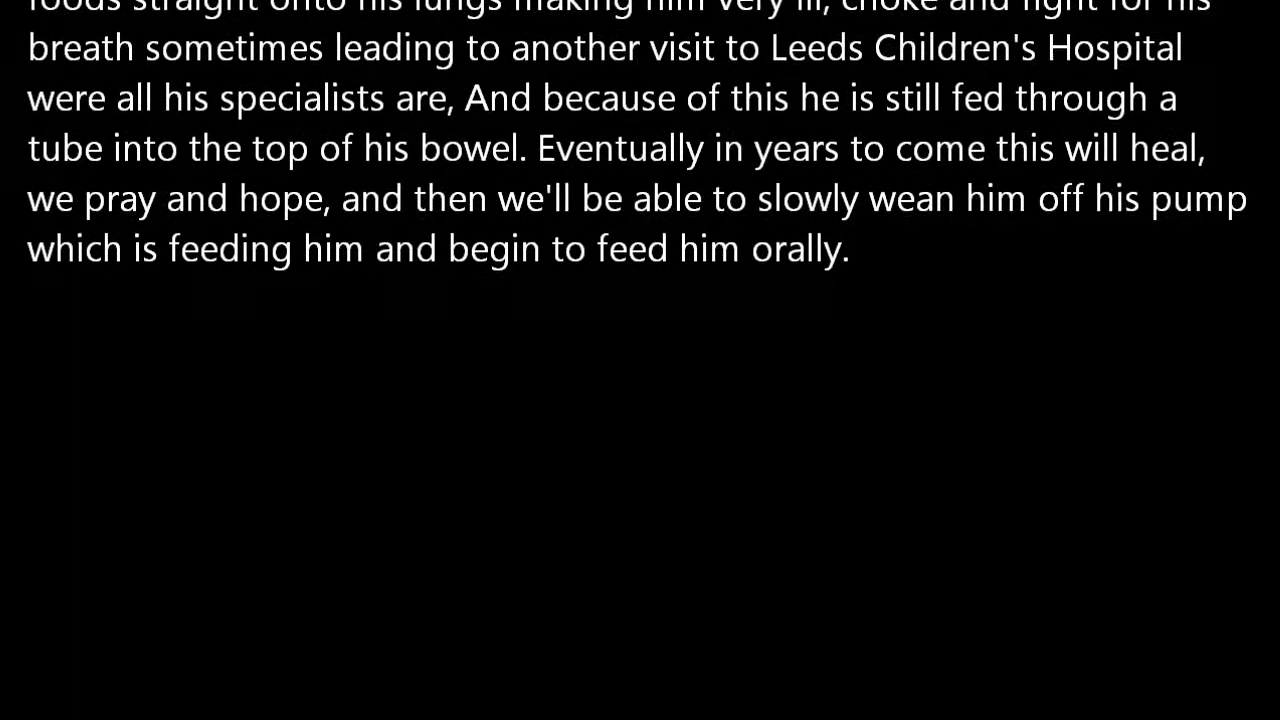 foods straight onto his lungs making him very ill, choke and fight for his
breath sometimes leading to another visit to Leeds Children's Hospital
were all his specialists are, And because of this he is still fed through a
tube into the top of his bowel. Eventually in years to come this will heal,
we pray and hope, and then we'll be able to slowly wean him off his pump
which is feeding him and begin to feed him orally.